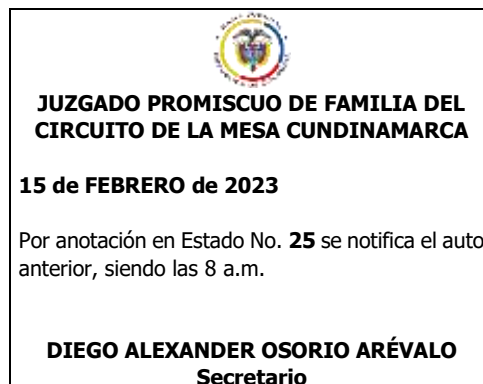 JUZGADO PROMISCUO DE FAMILIA DEL
CIRCUITO DE LA MESA CUNDINAMARCA
15 de FEBRERO de 2023
Por anotación en Estado No. 25 se notifica el auto
anterior, siendo las 8 a.m.
DIEGO ALEXANDER OSORIO ARÉVALO
Secretario